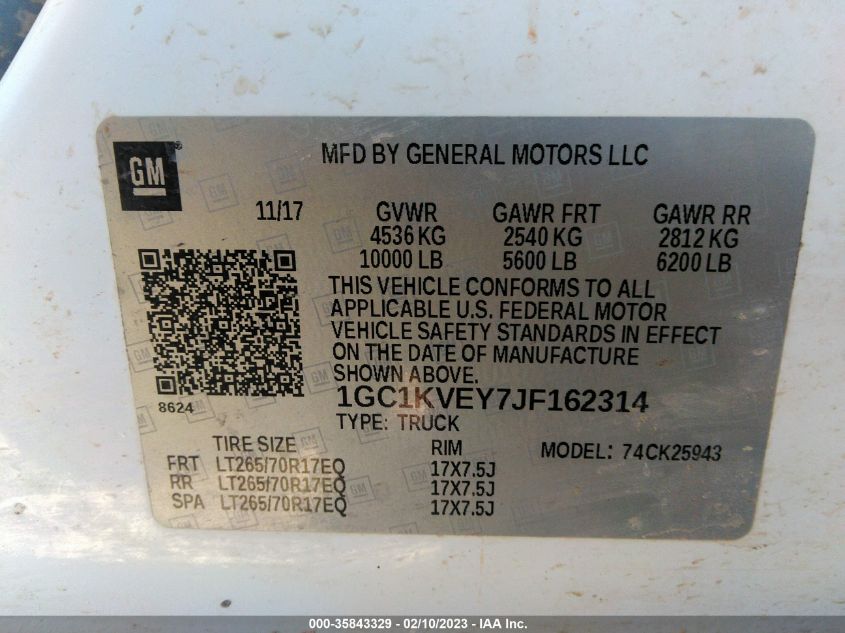 GM
MFD BY GENERAL MOTORS LLC
11/17 GVWR GAWR FRT GAWR RR
4536 KG 2540 KG 2812 KG
10000 LB 5600 LB 6200 LB
THIS VEHICLE CONFORMS TO ALL
APPLICABLE U.S. FEDERAL MOTOR
VEHICLE SAFETY STANDARDS IN EFFECT
ON THE DATE OF MANUFACTURE
SHOWN ABOVE.
8624
1GC1KVEY7JF162314
TYPE: TRUCK
TIRE SIZE RIM MODEL: 74CK25943
FRT LT265/70R17EQ 17X7.5J
RR LT265/70R17EQ 17X7.5J
SPA LT265/70R17EQ 17X7.5J
000-35843329 - 02/10/2023 - IAA Inc.